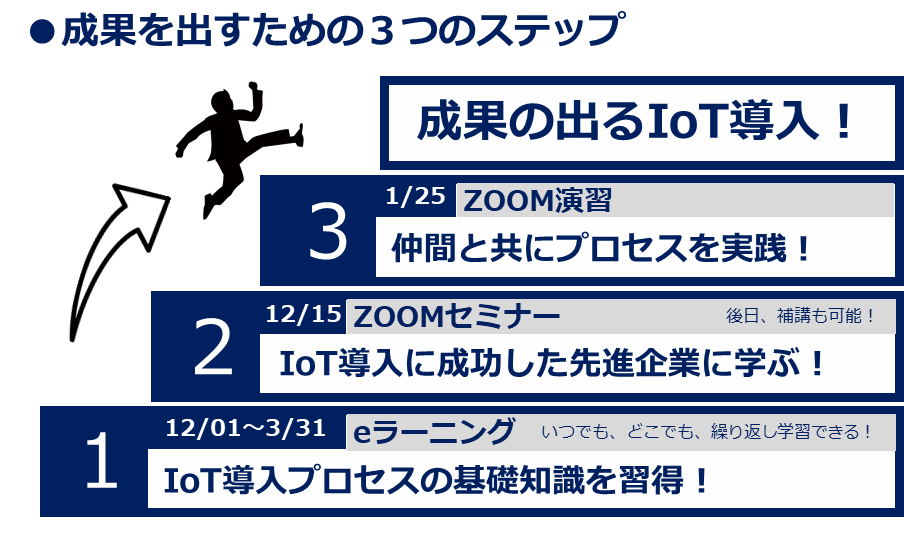 ●成果を出すための３つのステップ
成果の出るIoT導入！
3
1/25 ZOOM演習
仲間と共にプロセスを実践！
2
12/15 ZOOMセミナー 後日、補講も可能！
IoT導入に成功した先進企業に学ぶ！
1
12/01～3/31 eラーニング いつでも、どこでも、繰り返し学習できる！
IoT導入プロセスの基礎知識を習得！